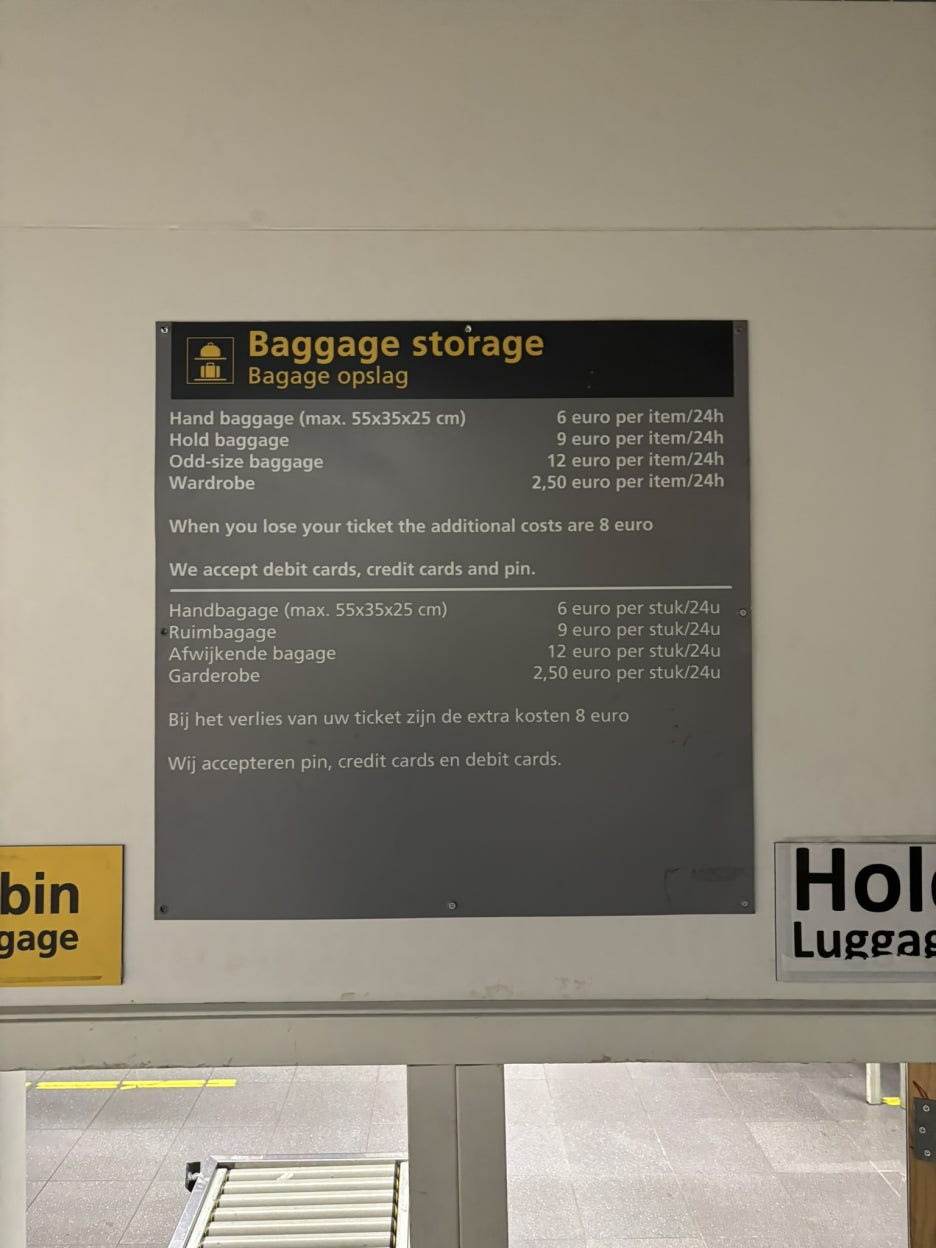 Baggage storage
Bagage opslag
Hand baggage (max. 55x35x25 cm) 6 euro per item/24h
Hold baggage 9 euro per item/24h
Odd-size baggage 12 euro per item/24h
Wardrobe 2,50 euro per item/24h
When you lose your ticket the additional costs are 8 euro
We accept debit cards, credit cards and pin.
Handbagage (max. 55x35x25 cm) 6 euro per stuk/24u
Ruimbagage 9 euro per stuk/24u
Afwijkende bagage 12 euro per stuk/24u
Garderobe 2,50 euro per stuk/24u
Bij het verlies van uw ticket zijn de extra kosten 8 euro
Wij accepteren pin, credit cards en debit cards.
bin
gage
Hol
Luggag